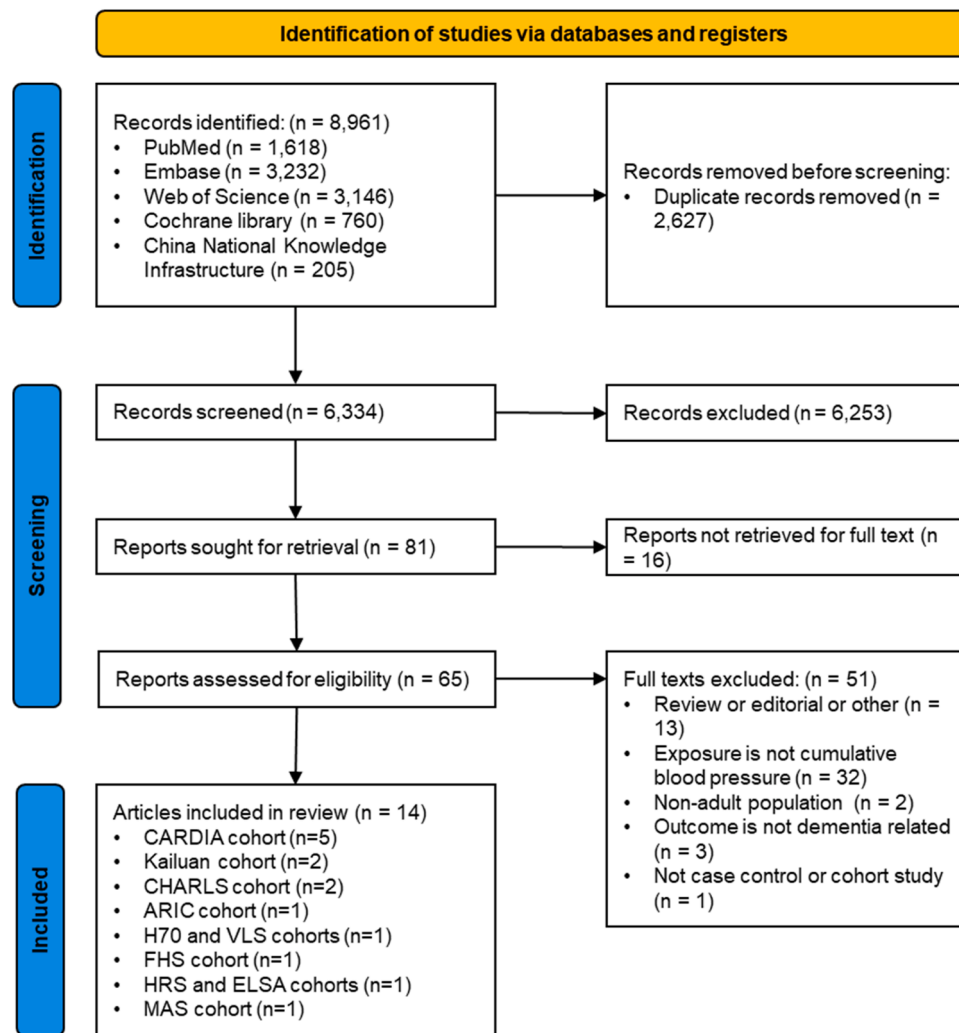 Identification of studies via databases and registers
Identification
Records identified: (n = 8,961)
• PubMed (n = 1,618)
• Embase (n = 3,232)
• Web of Science (n = 3,146)
• Cochrane library (n = 760)
• China National Knowledge
Infrastructure (n = 205)
Records removed before screening:
• Duplicate records removed (n =
2,627)
Screening
Records screened (n = 6,334)
Records excluded (n = 6,253)
Reports sought for retrieval (n = 81)
Reports not retrieved for full text (n
= 16)
Reports assessed for eligibility (n = 65)
Full texts excluded: (n = 51)
• Review or editorial or other (n =
13)
• Exposure is not cumulative
blood pressure (n = 32)
• Non-adult population (n = 2)
• Outcome is not dementia related
(n = 3)
• Not case control or cohort study
(n = 1)
Included
Articles included in review (n = 14)
• CARDIA cohort (n=5)
• Kailuan cohort (n=2)
• CHARLS cohort (n=2)
• ARIC cohort (n=1)
• H70 and VLS cohorts (n=1)
• FHS cohort (n=1)
• HRS and ELSA cohorts (n=1)
• MAS cohort (n=1)